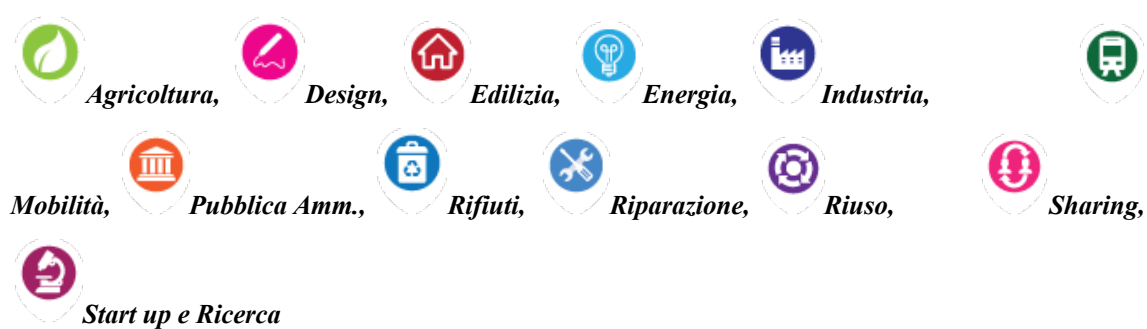 Agricoltura, Design, Edilizia, Energia, Industria,
Mobilità, Pubblica Amm., Rifiuti, Riparazione, Riuso, Sharing,
Start up e Ricerca